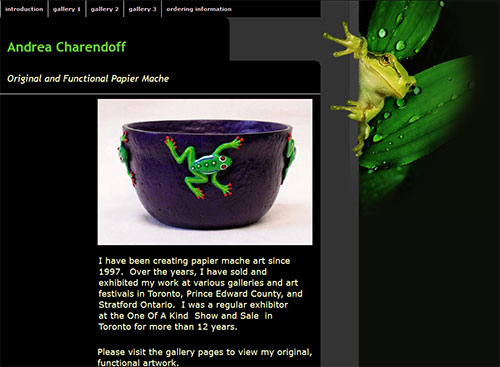 introduction gallery 1 gallery 2 gallery 3 ordering information
Andrea Charendoff
Original and Functional Papier Mache
I have been creating papier mache art since
1997. Over the years, I have sold and
exhibited my work at various galleries and art
festivals in Toronto, Prince Edward County, and
Stratford Ontario. I was a regular exhibitor
at the One Of A Kind Show and Sale in
Toronto for more than 12 years.
Please visit the gallery pages to view my original,
functional artwork.